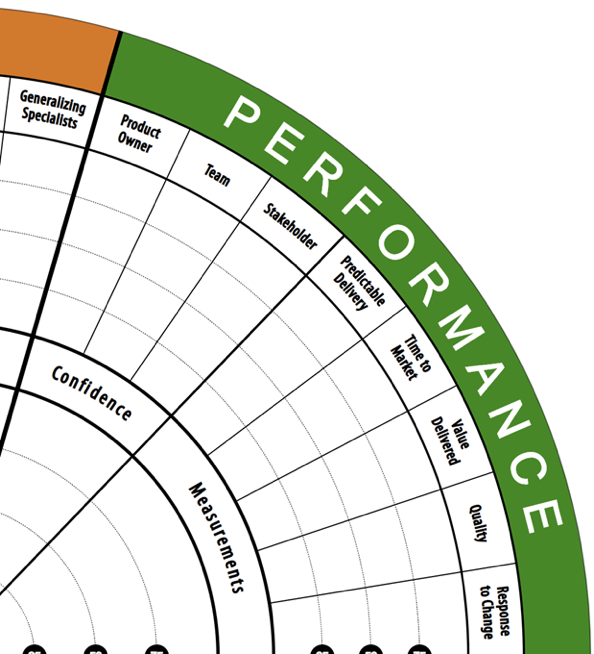 PERFORMANCE
Generalizing
Specialists
Product
Owner
Team
Stakeholder
Predictable
Delivery
Time to
Market
Value
Delivered
Quality
Response
to Change
Confidence
Measurements